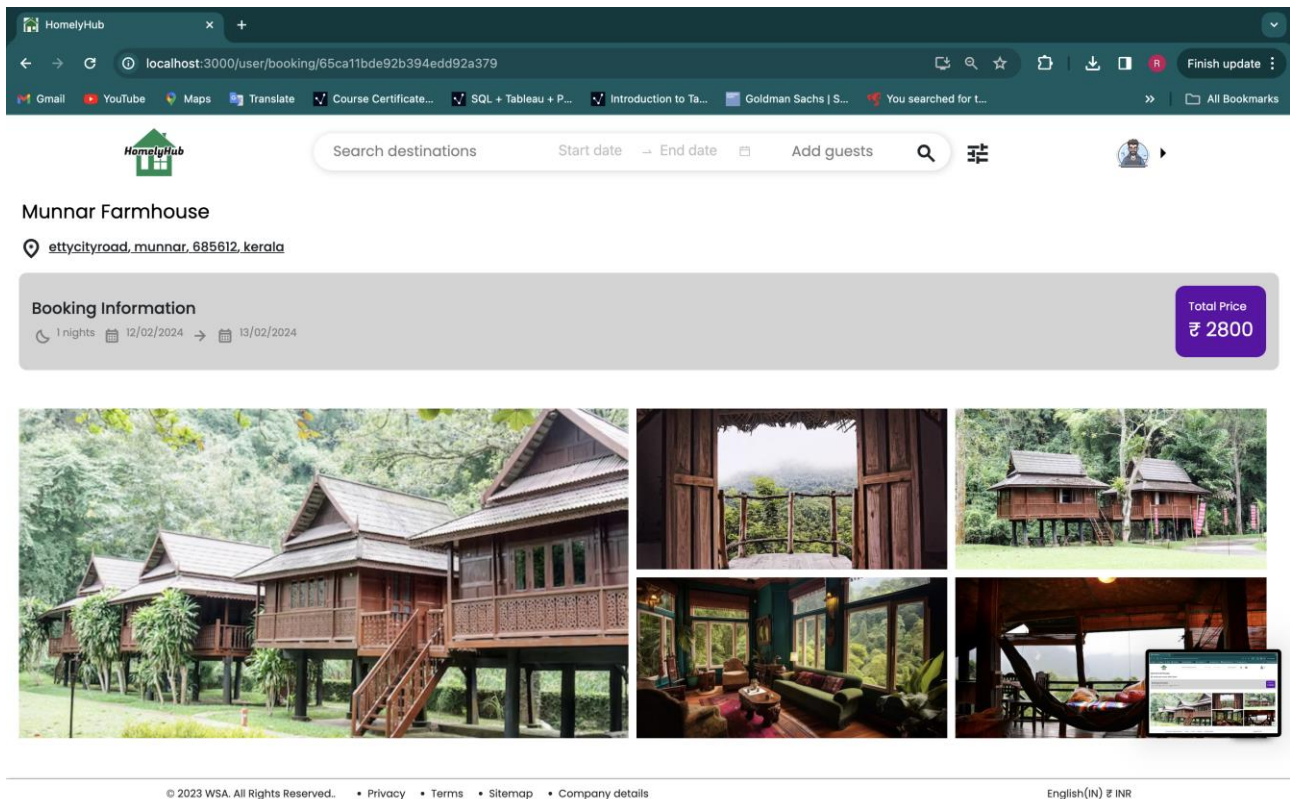 HomelyHub
localhost:3000/user/booking/65ca11bde92b394edd92a379
Finish update
Gmail YouTube Maps Translate Course Certificate... SQL + Tableau + P... Introduction to Ta... Goldman Sachs | S... You searched for t... » All Bookmarks
HomelyHub Search destinations Start date → End date Add guests
Munnar Farmhouse
ettycityroad, munnar, 685612, kerala
Booking Information
1 nights 12/02/2024 → 13/02/2024
Total Price
₹ 2800
© 2023 WSA. All Rights Reserved.. • Privacy • Terms • Sitemap • Company details English(IN) ₹ INR